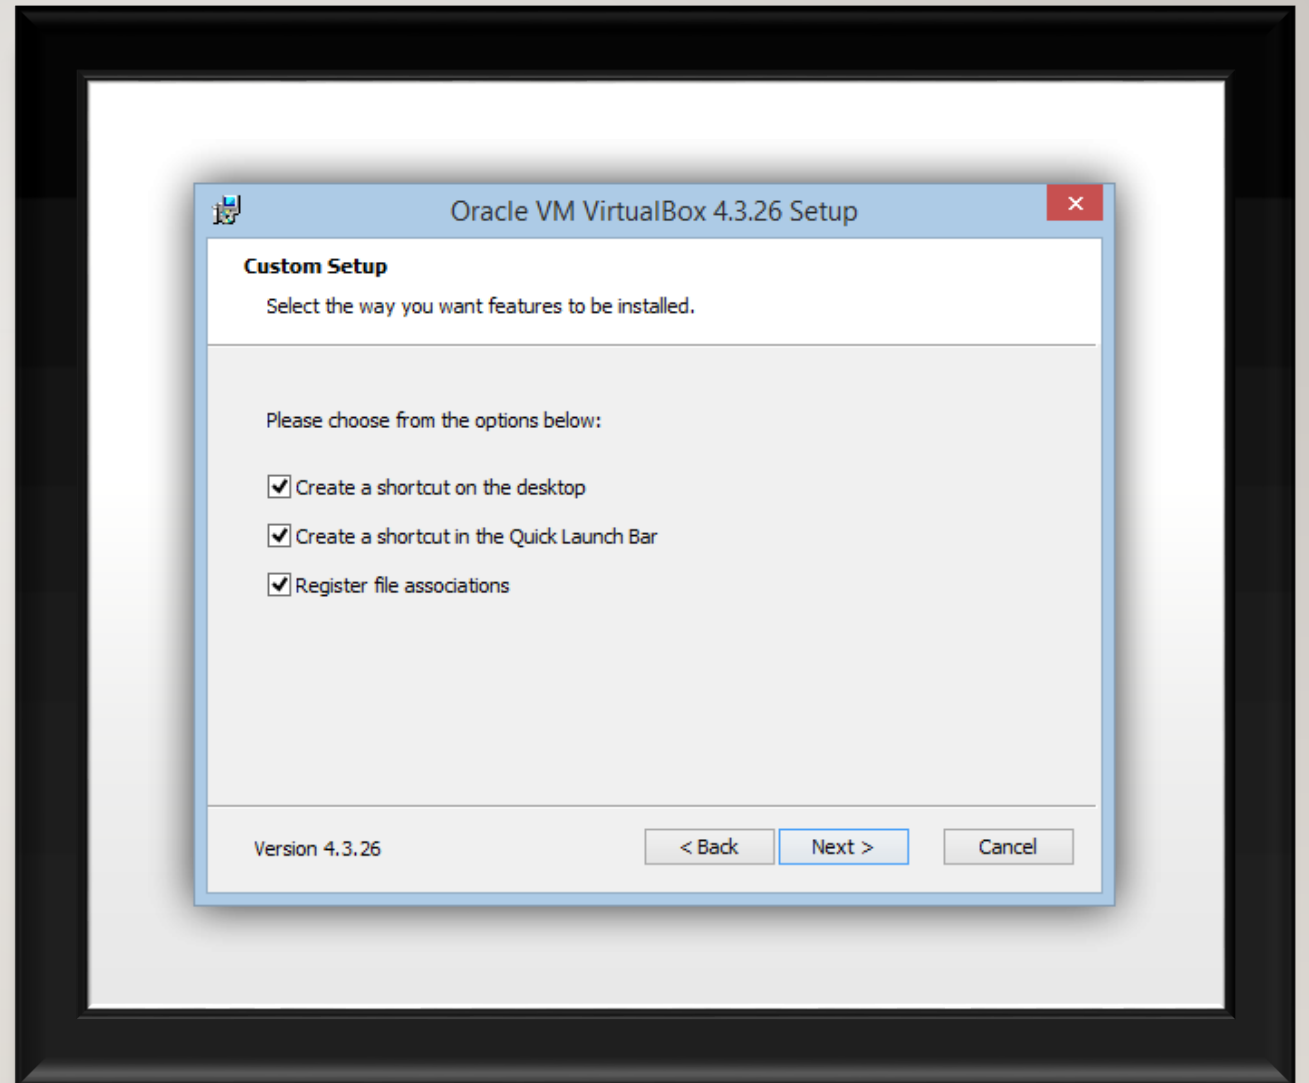 Oracle VM VirtualBox 4.3.26 Setup
Custom Setup
Select the way you want features to be installed.
Please choose from the options below:
Create a shortcut on the desktop
Create a shortcut in the Quick Launch Bar
Register file associations
Version 4.3.26
< Back
Next >
Cancel